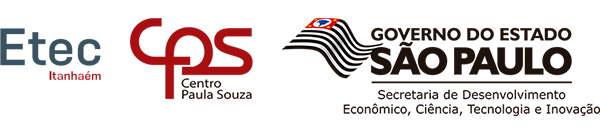 Etec
Itanhaém
CPS
Centro
Paula Souza
GOVERNO DO ESTADO
SÃO PAULO
Secretaria de Desenvolvimento
Econômico, Ciência, Tecnologia e Inovação